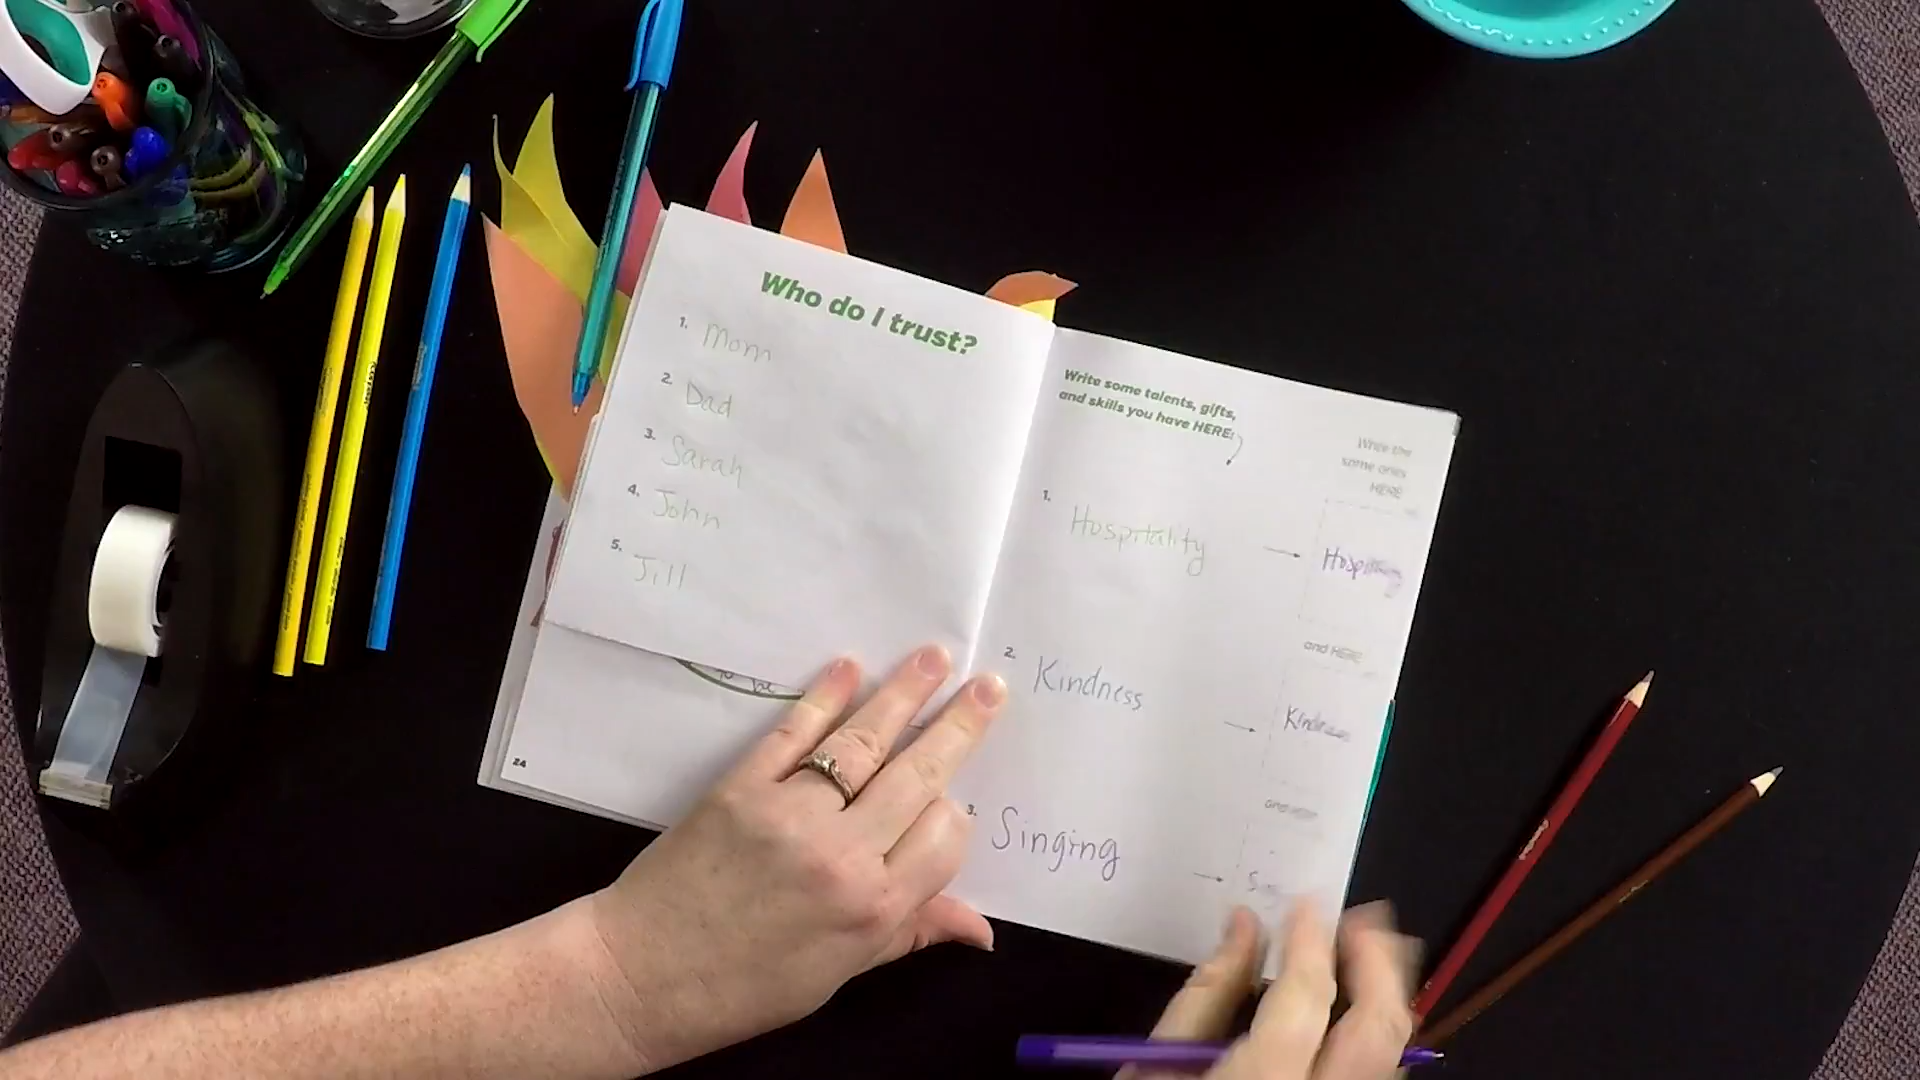 Who do I trust?
1. Mom
2. Dad
3. Sarah
4. John
5. Jill
to be
24
Write some talents, gifts,
and skills you have HERE:
1. Hospitality
2. Kindness
3. Singing
Write the
same ones
HERE
Hospitality
and HERE
Kindness